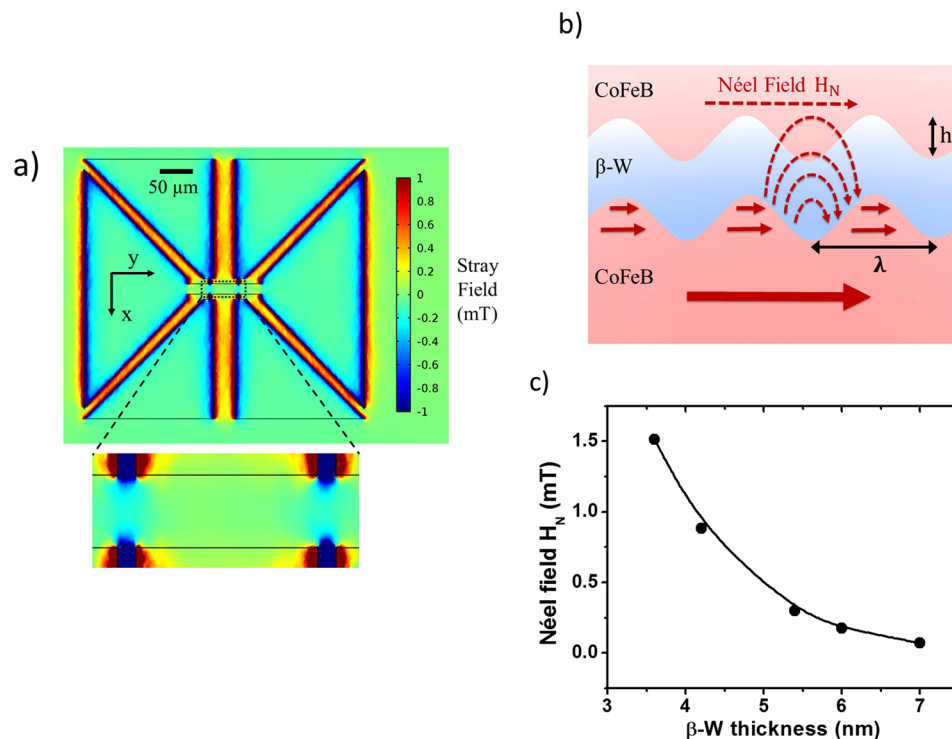 a)
50 µm
y
x
1
0.8
0.6
0.4
0.2
0
-0.2
-0.4
-0.6
-0.8
-1
Stray
Field
(mT)
b)
CoFeB
Néel Field H_N
h
β-W
λ
CoFeB
c)
Néel field H_N (mT)
1.5
1.0
0.5
0.0
3
4
5
6
7
β-W thickness (nm)